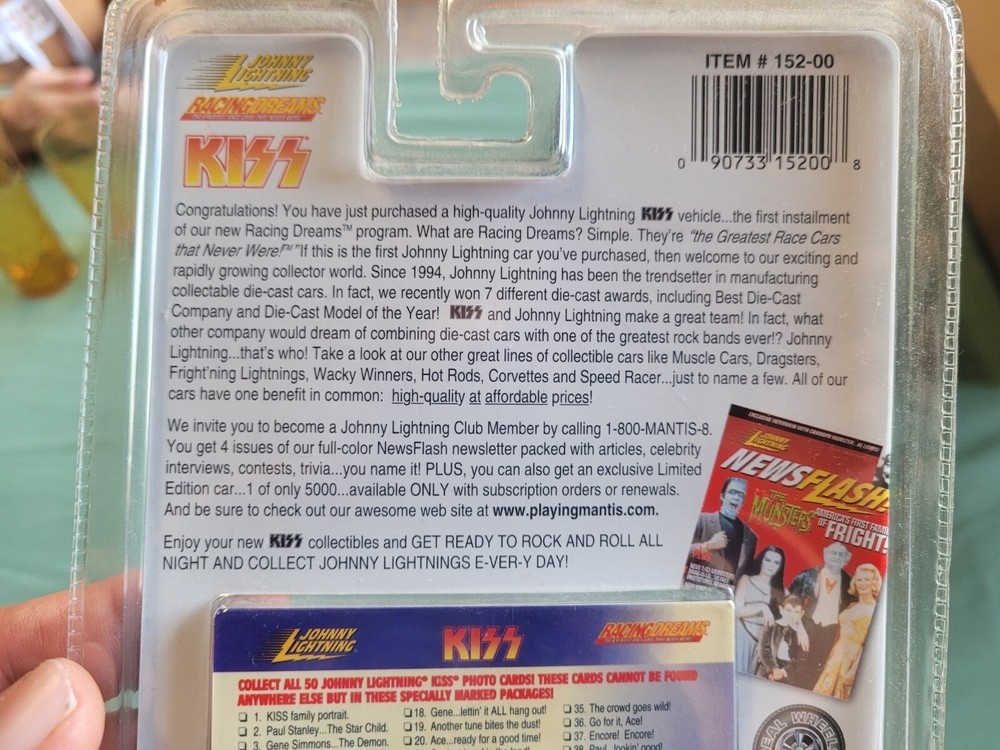 JOHNNY LIGHTNING
RACING DREAMS
KISS
ITEM # 152-00
0 90733 15200 8
Congratulations! You have just purchased a high-quality Johnny Lightning KISS vehicle...the first installment
of our new Racing Dreams™ program. What are Racing Dreams? Simple. They're "the Greatest Race Cars
that Never Were!™" If this is the first Johnny Lightning car you've purchased, then welcome to our exciting and
rapidly growing collector world. Since 1994, Johnny Lightning has been the trendsetter in manufacturing
collectable die-cast cars. In fact, we recently won 7 different die-cast awards, including Best Die-Cast
Company and Die-Cast Model of the Year! KISS and Johnny Lightning make a great team! In fact, what
other company would dream of combining die-cast cars with one of the greatest rock bands ever!? Johnny
Lightning...that's who! Take a look at our other great lines of collectible cars like Muscle Cars, Dragsters,
Fright'ning Lightnings, Wacky Winners, Hot Rods, Corvettes and Speed Racer...just to name a few. All of our
cars have one benefit in common: high-quality at affordable prices!
We invite you to become a Johnny Lightning Club Member by calling 1-800-MANTIS-8.
You get 4 issues of our full-color NewsFlash newsletter packed with articles, celebrity
interviews, contests, trivia...you name it! PLUS, you can also get an exclusive Limited
Edition car...1 of only 5000...available ONLY with subscription orders or renewals.
And be sure to check out our awesome web site at www.playingmantis.com.
Enjoy your new KISS collectibles and GET READY TO ROCK AND ROLL ALL
NIGHT AND COLLECT JOHNNY LIGHTNINGS E-VER-Y DAY!
JOHNNY LIGHTNING
NEWSFLASH!
THE MUNSTERS
AMERICA'S FIRST FAMILY
OF FRIGHT!
JOHNNY LIGHTNING
KISS
RACING DREAMS
COLLECT ALL 50 JOHNNY LIGHTNING® KISS® PHOTO CARDS! THESE CARDS CANNOT BE FOUND
ANYWHERE ELSE BUT IN THESE SPECIALLY MARKED PACKAGES!
1. KISS family portrait.
2. Paul Stanley...The Star Child.
3. Gene Simmons...The Demon.
18. Gene...lettin' it ALL hang out!
19. Another tune bites the dust!
20. Ace...ready for a good time!
35. The crowd goes wild!
36. Go for it, Ace!
37. Encore! Encore!
38. Paul, lookin' good!
REAL WHEELS